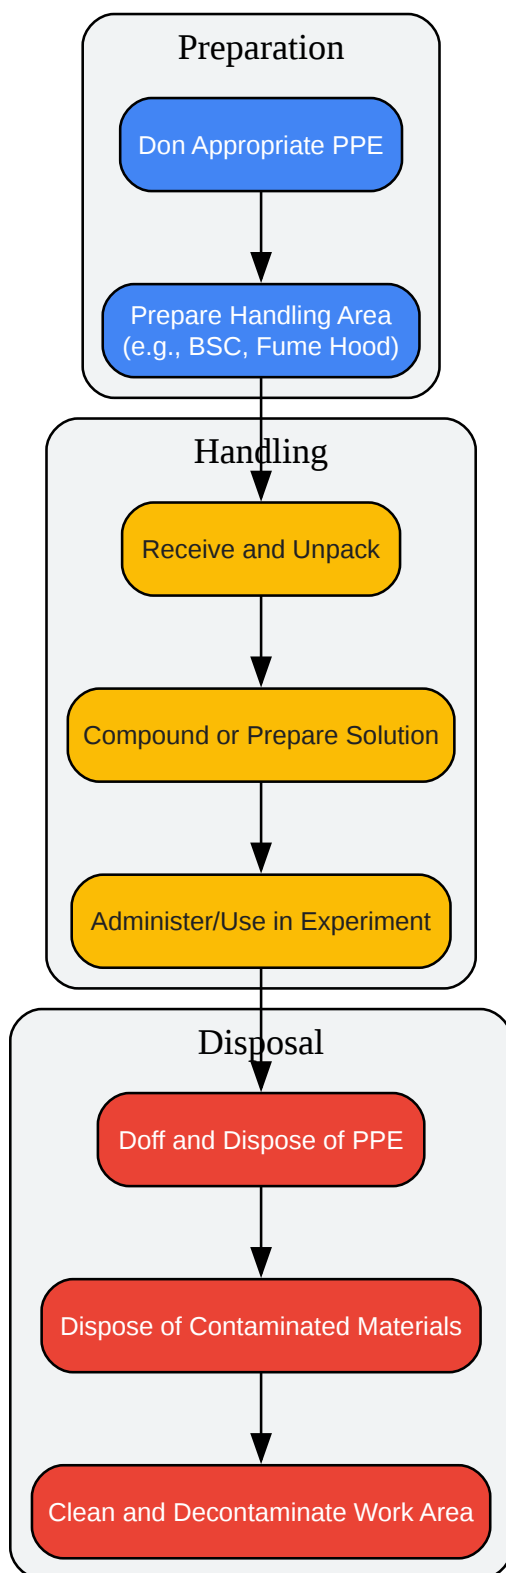 Preparation
Don Appropriate PPE
Prepare Handling Area
(e.g., BSC, Fume Hood)
Handling
Receive and Unpack
Compound or Prepare Solution
Administer/Use in Experiment
Disposal
Doff and Dispose of PPE
Dispose of Contaminated Materials
Clean and Decontaminate Work Area